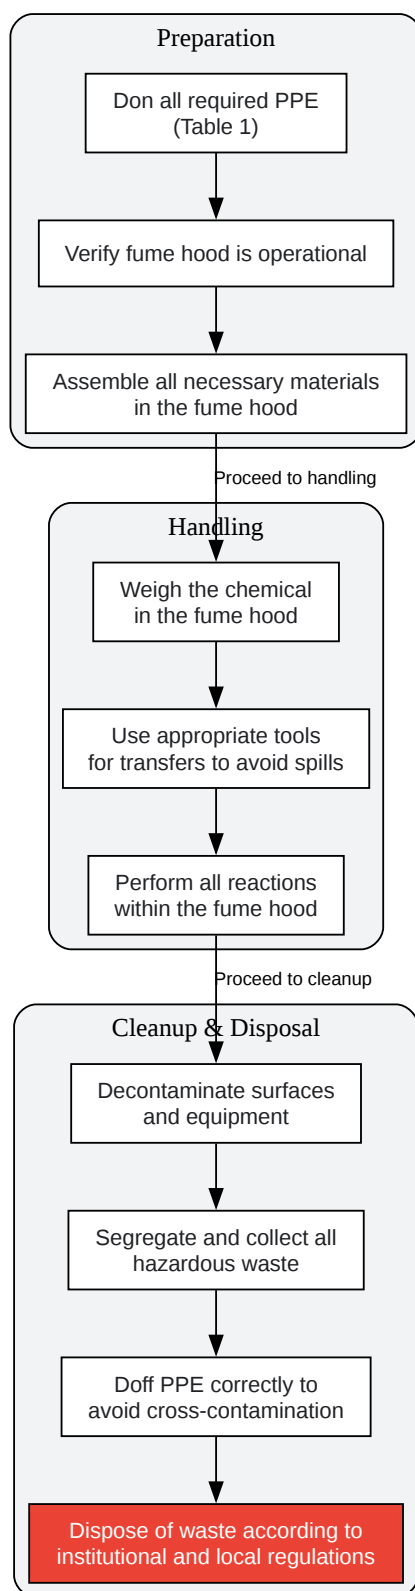 Preparation
Don all required PPE
(Table 1)
Verify fume hood is operational
Assemble all necessary materials
in the fume hood
Proceed to handling
Handling
Weigh the chemical
in the fume hood
Use appropriate tools
for transfers to avoid spills
Perform all reactions
within the fume hood
Proceed to cleanup
Cleanup & Disposal
Decontaminate surfaces
and equipment
Segregate and collect all
hazardous waste
Doff PPE correctly to
avoid cross-contamination
Dispose of waste according to
institutional and local regulations